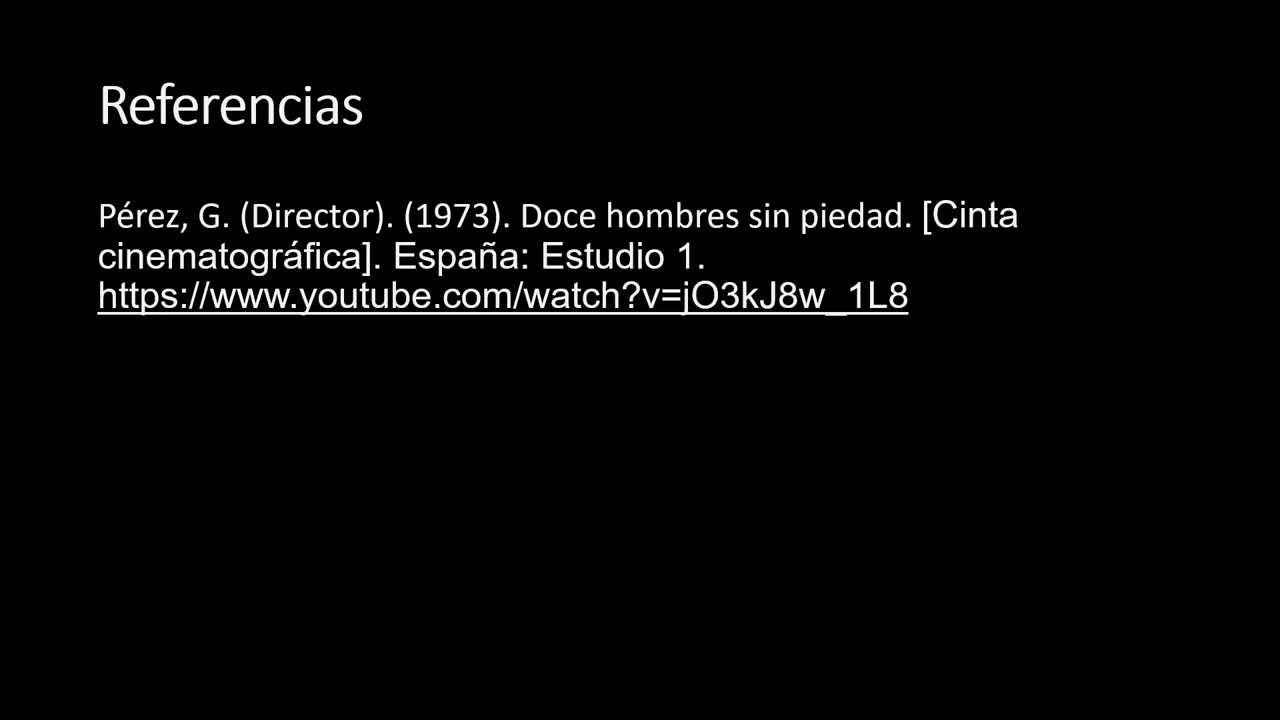 Referencias
Pérez, G. (Director). (1973). Doce hombres sin piedad. [Cinta
cinematográfica]. España: Estudio 1.
https://www.youtube.com/watch?v=jO3kJ8w_1L8